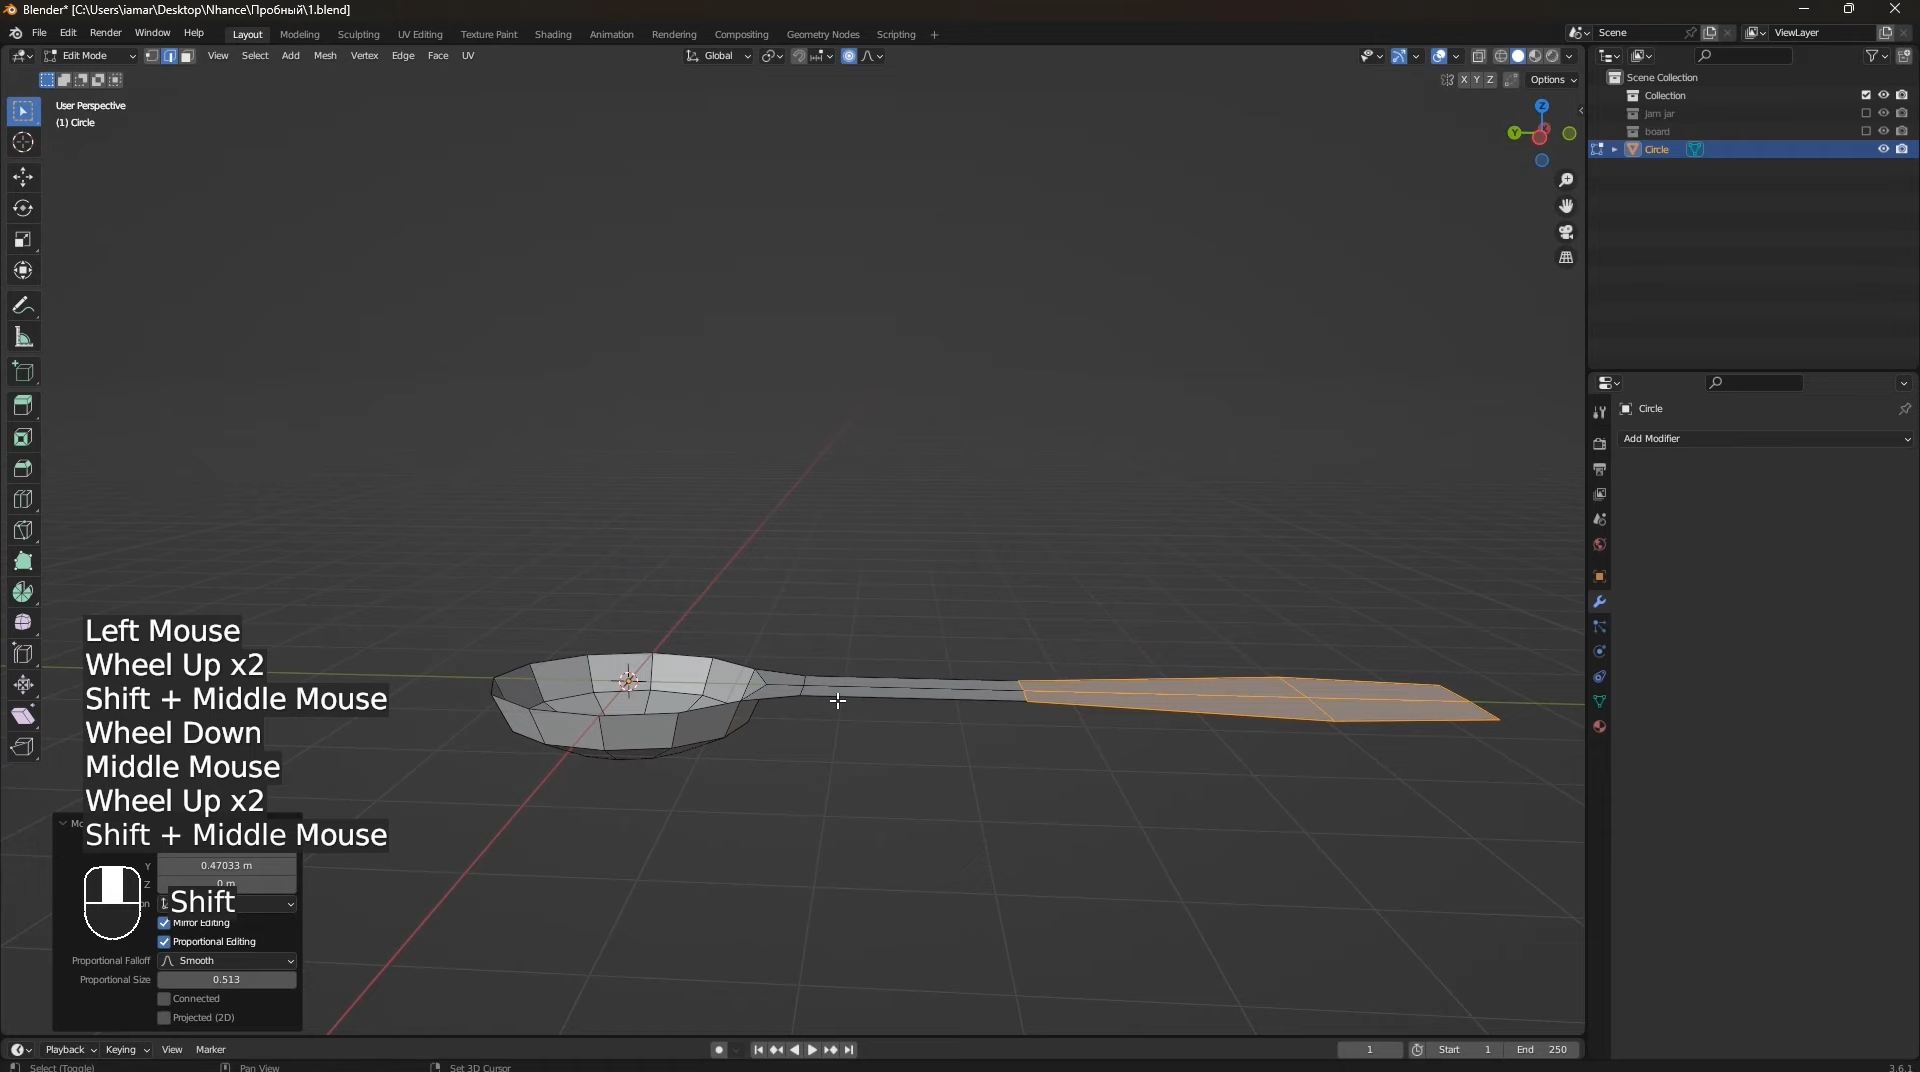 Blender* [C:\Users\iamar\Desktop\Nhance\Пробный\1.blend]
File Edit Render Window Help Layout Modeling Sculpting UV Editing Texture Paint Shading Animation Rendering Compositing Geometry Nodes Scripting + Scene ViewLayer
Edit Mode View Select Add Mesh Vertex Edge Face UV Global
X Y Z Options
User Perspective
(1) Circle
Z
Y
Scene Collection
Collection
Jam jar
board
Circle
Circle
Add Modifier
Left Mouse
Wheel Up x2
Shift + Middle Mouse
Wheel Down
Middle Mouse
Wheel Up x2
Shift + Middle Mouse
Y 0.47033 m
Z 0 m
Shift
Mirror Editing
Proportional Editing
Proportional Falloff Smooth
Proportional Size 0.513
Connected
Projected (2D)
Playback Keying View Marker 1 Start 1 End 250
Select (Toggle) Pan View Set 3D Cursor 3.6.1